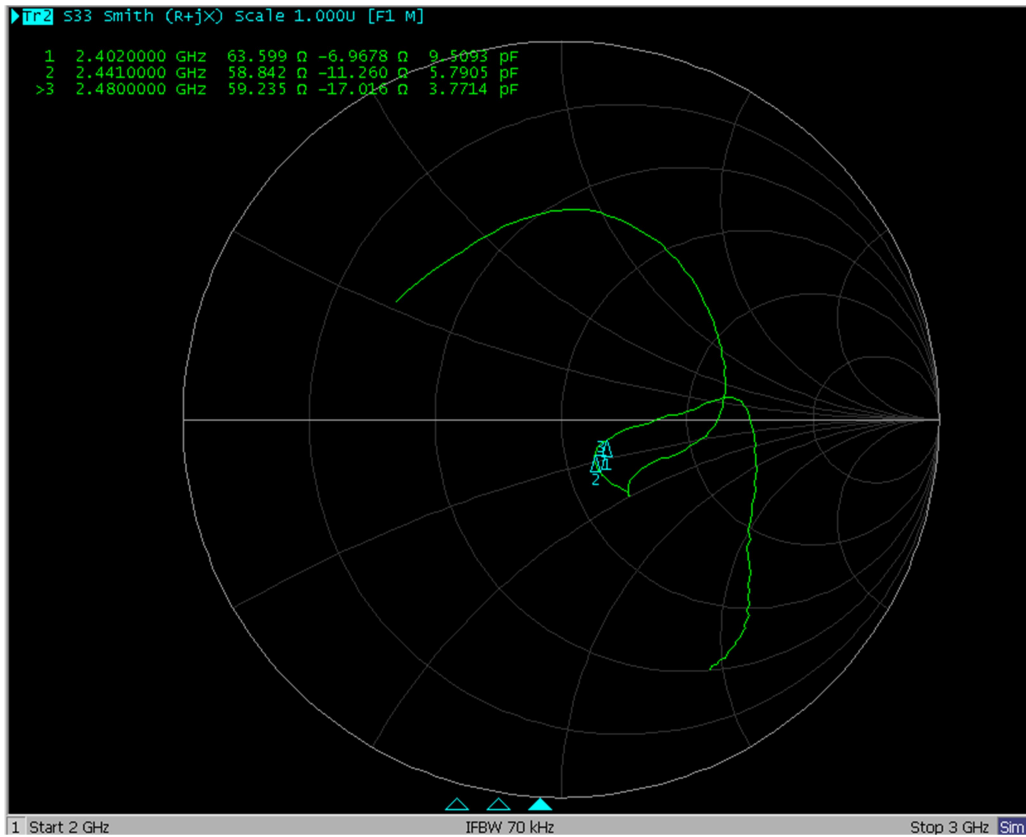 Tr2 S33 Smith (R+jX) Scale 1.000U [F1 M]
1 2.4020000 GHz 63.599 Ω -6.9678 Ω 9.5093 pF
2 2.4410000 GHz 58.842 Ω -11.260 Ω 5.7905 pF
>3 2.4800000 GHz 59.235 Ω -17.016 Ω 3.7714 pF
3
1
2
1 Start 2 GHz IFBW 70 kHz Stop 3 GHz Sim